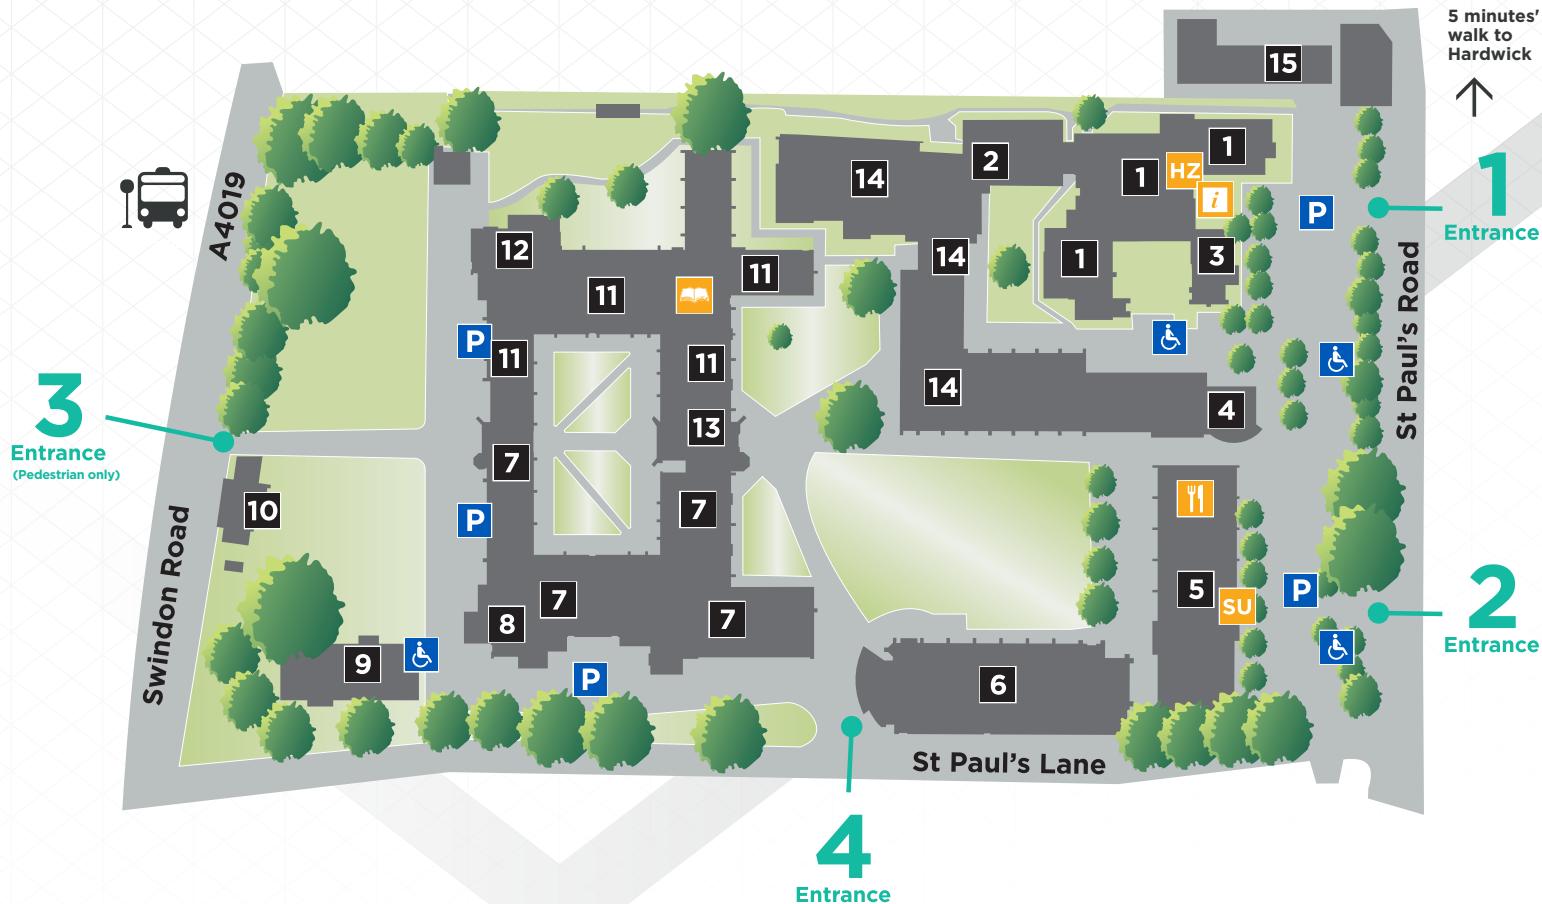 5 minutes'
walk to
Hardwick
15
1
Entrance
1
HZ
1
i
P
2
14
A4019
12
11
11
14
1
3
St Paul's Road
P
11
11
14
4
3
Entrance
(Pedestrian only)
13
7
10
P
7
Swindon Road
5
SU
P
2
Entrance
7
8
7
9
P
6
St Paul's Lane
4
Entrance